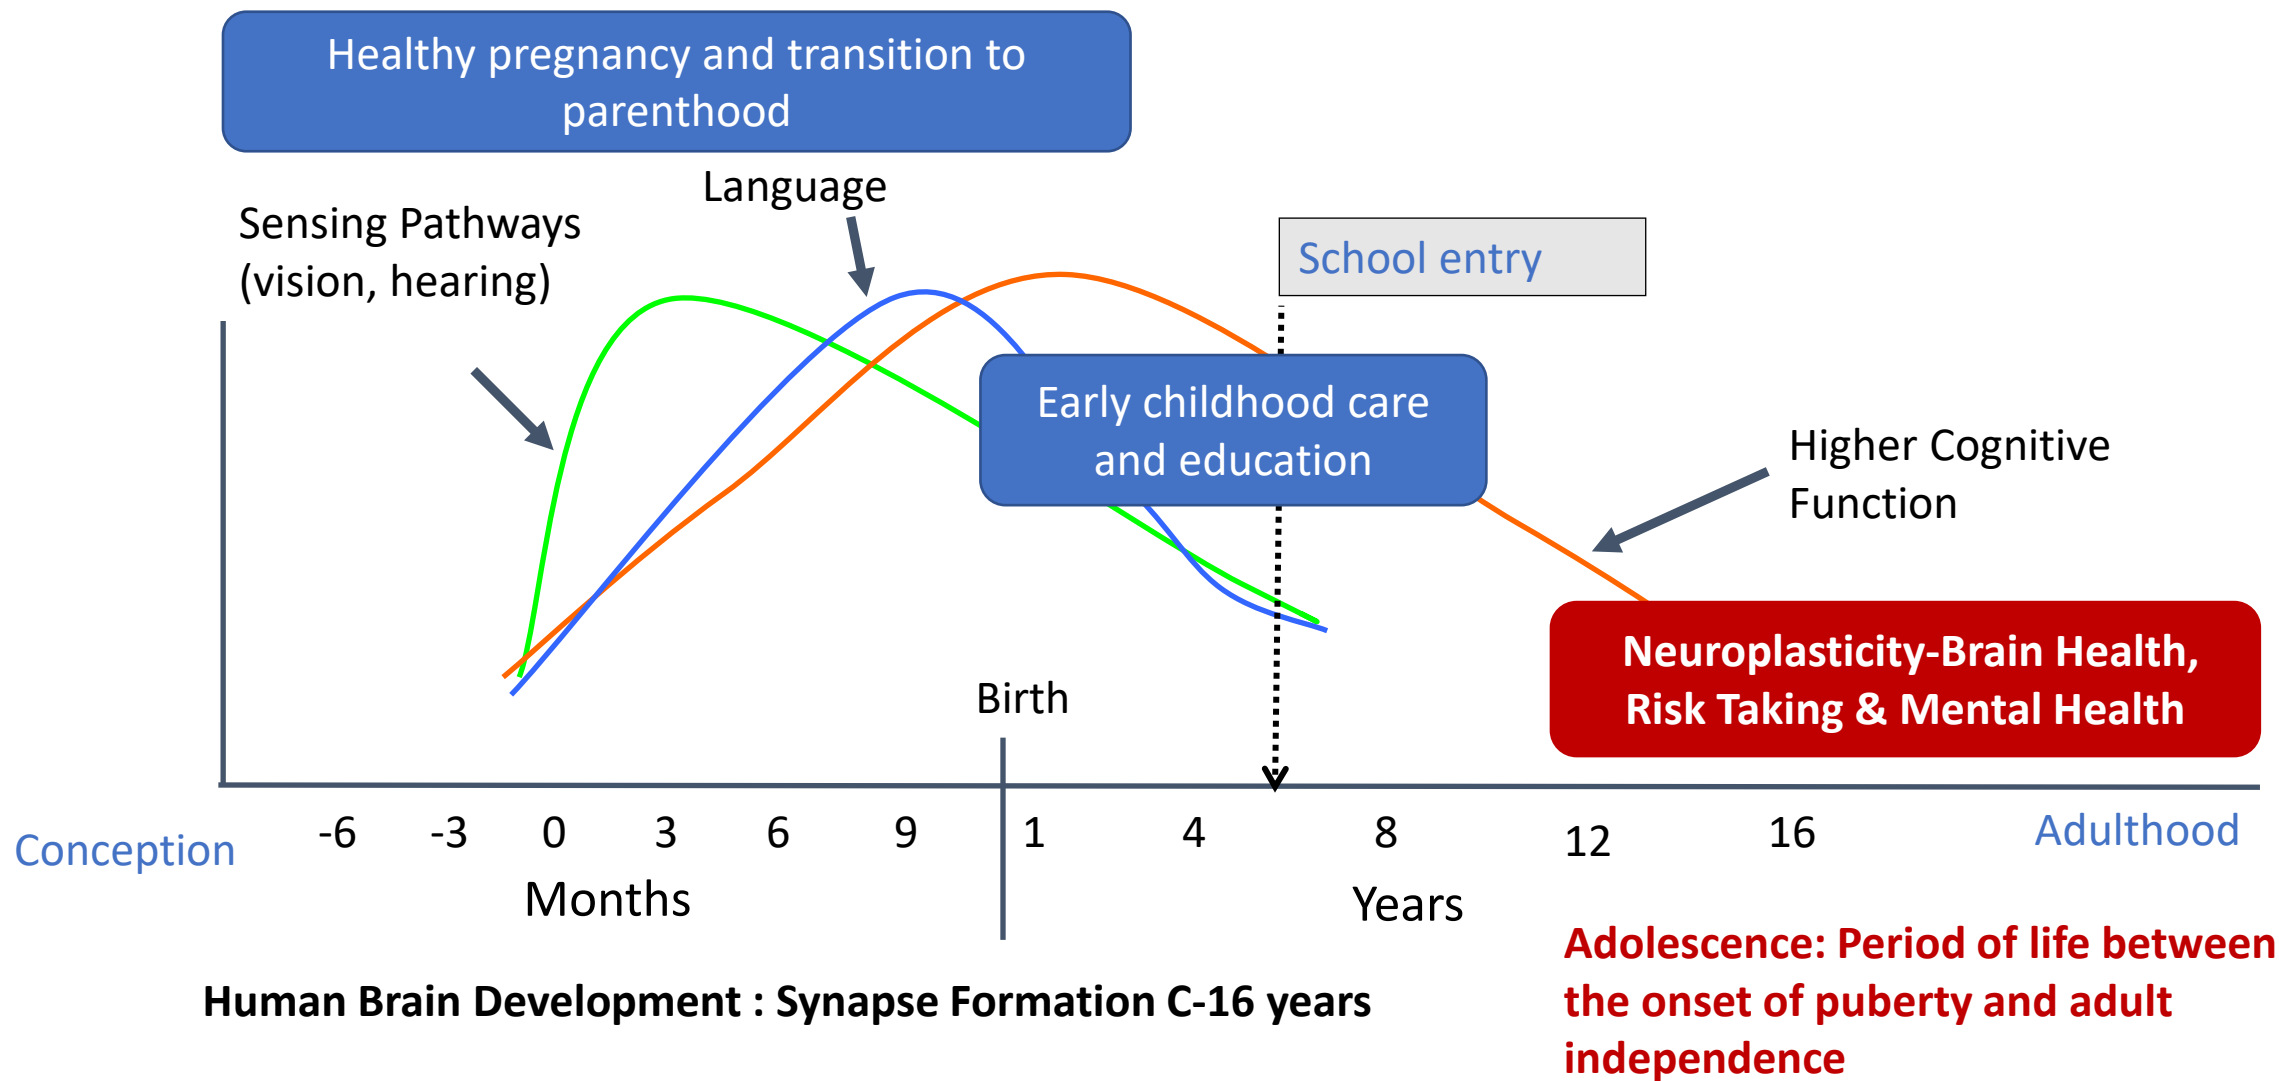 Healthy pregnancy and transition to
parenthood
Language
Sensing Pathways
(vision, hearing)
School entry
Early childhood care
and education
Higher Cognitive
Function
Neuroplasticity-Brain Health,
Risk Taking & Mental Health
Birth
Conception
-6 -3 0 3 6 9 1 4 8 12 16
Adulthood
Months
Years
Human Brain Development : Synapse Formation C-16 years
Adolescence: Period of life between
the onset of puberty and adult
independence